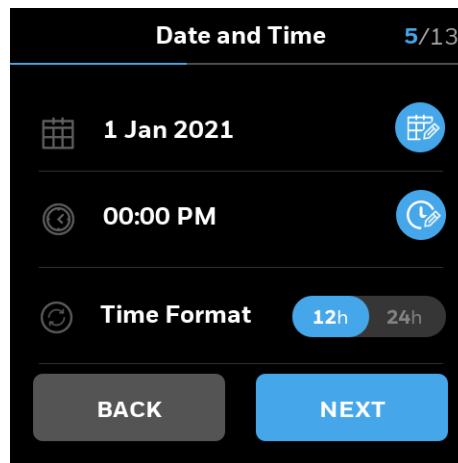 Date and Time 5/13
1 Jan 2021
00:00 PM
Time Format 12h 24h
BACK NEXT